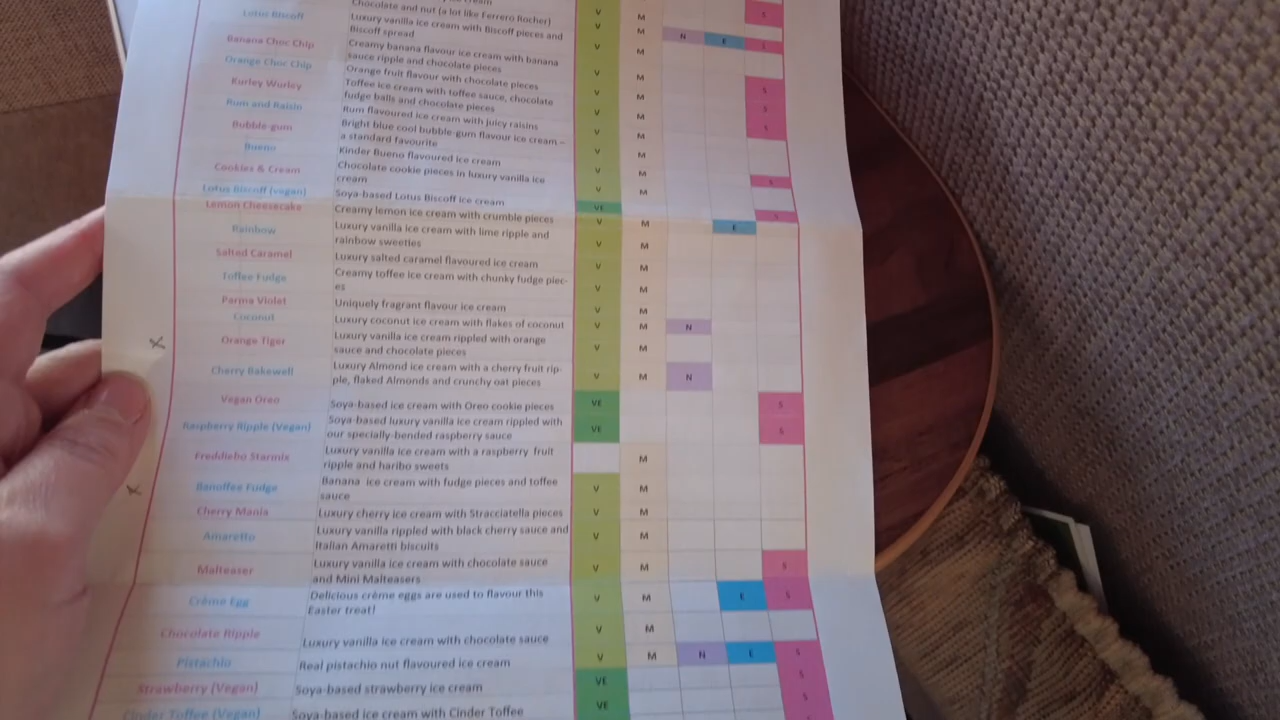 Chocolate and nut (a lot like Ferrero Rocher) V M S
Lotus Biscoff Luxury vanilla ice cream with Biscoff pieces and V M
Biscoff spread
Banana Choc Chip Creamy banana flavour ice cream with banana V M N E S
sauce ripple and chocolate pieces
Orange Choc Chip Orange fruit flavour with chocolate pieces V M
Kurley Wurley Toffee ice cream with toffee sauce, chocolate V M S
fudge balls and chocolate pieces
Rum and Raisin Rum flavoured ice cream with juicy raisins V M S
Bubble-gum Bright blue cool bubble-gum flavour ice cream – V M S
a standard favourite
Bueno Kinder Bueno flavoured ice cream V M
Cookies & Cream Chocolate cookie pieces in luxury vanilla ice V M S
cream
Lotus Biscoff (vegan) Soya-based Lotus Biscoff ice cream VE S
Lemon Cheesecake Creamy lemon ice cream with crumble pieces V M E
Rainbow Luxury vanilla ice cream with lime ripple and V M
rainbow sweeties
Salted Caramel Luxury salted caramel flavoured ice cream V M
Toffee Fudge Creamy toffee ice cream with chunky fudge piec- V M
es
Parma Violet Uniquely fragrant flavour ice cream V M
Coconut Luxury coconut ice cream with flakes of coconut V M N
Orange Tiger Luxury vanilla ice cream rippled with orange V M
sauce and chocolate pieces
Cherry Bakewell Luxury Almond ice cream with a cherry fruit rip- V M N
ple, flaked Almonds and crunchy oat pieces
Vegan Oreo Soya-based ice cream with Oreo cookie pieces VE S
Raspberry Ripple (Vegan) Soya-based luxury vanilla ice cream rippled with VE S
our specially-bended raspberry sauce
Freddiebo Starmix Luxury vanilla ice cream with a raspberry fruit M
ripple and haribo sweets
Banoffee Fudge Banana ice cream with fudge pieces and toffee V M
sauce
Cherry Mania Luxury cherry ice cream with Stracciatella pieces V M
Amaretto Luxury vanilla rippled with black cherry sauce and V M
Italian Amaretti biscuits
Malteaser Luxury vanilla ice cream with chocolate sauce V M S
and Mini Malteasers
Crème Egg Delicious crème eggs are used to flavour this V M E S
Easter treat!
Chocolate Ripple Luxury vanilla ice cream with chocolate sauce V M
Pistachio Real pistachio nut flavoured ice cream V M N E S
Strawberry (Vegan) Soya-based strawberry ice cream VE S
Cinder Toffee (Vegan) Soya-based ice cream with Cinder Toffee VE S